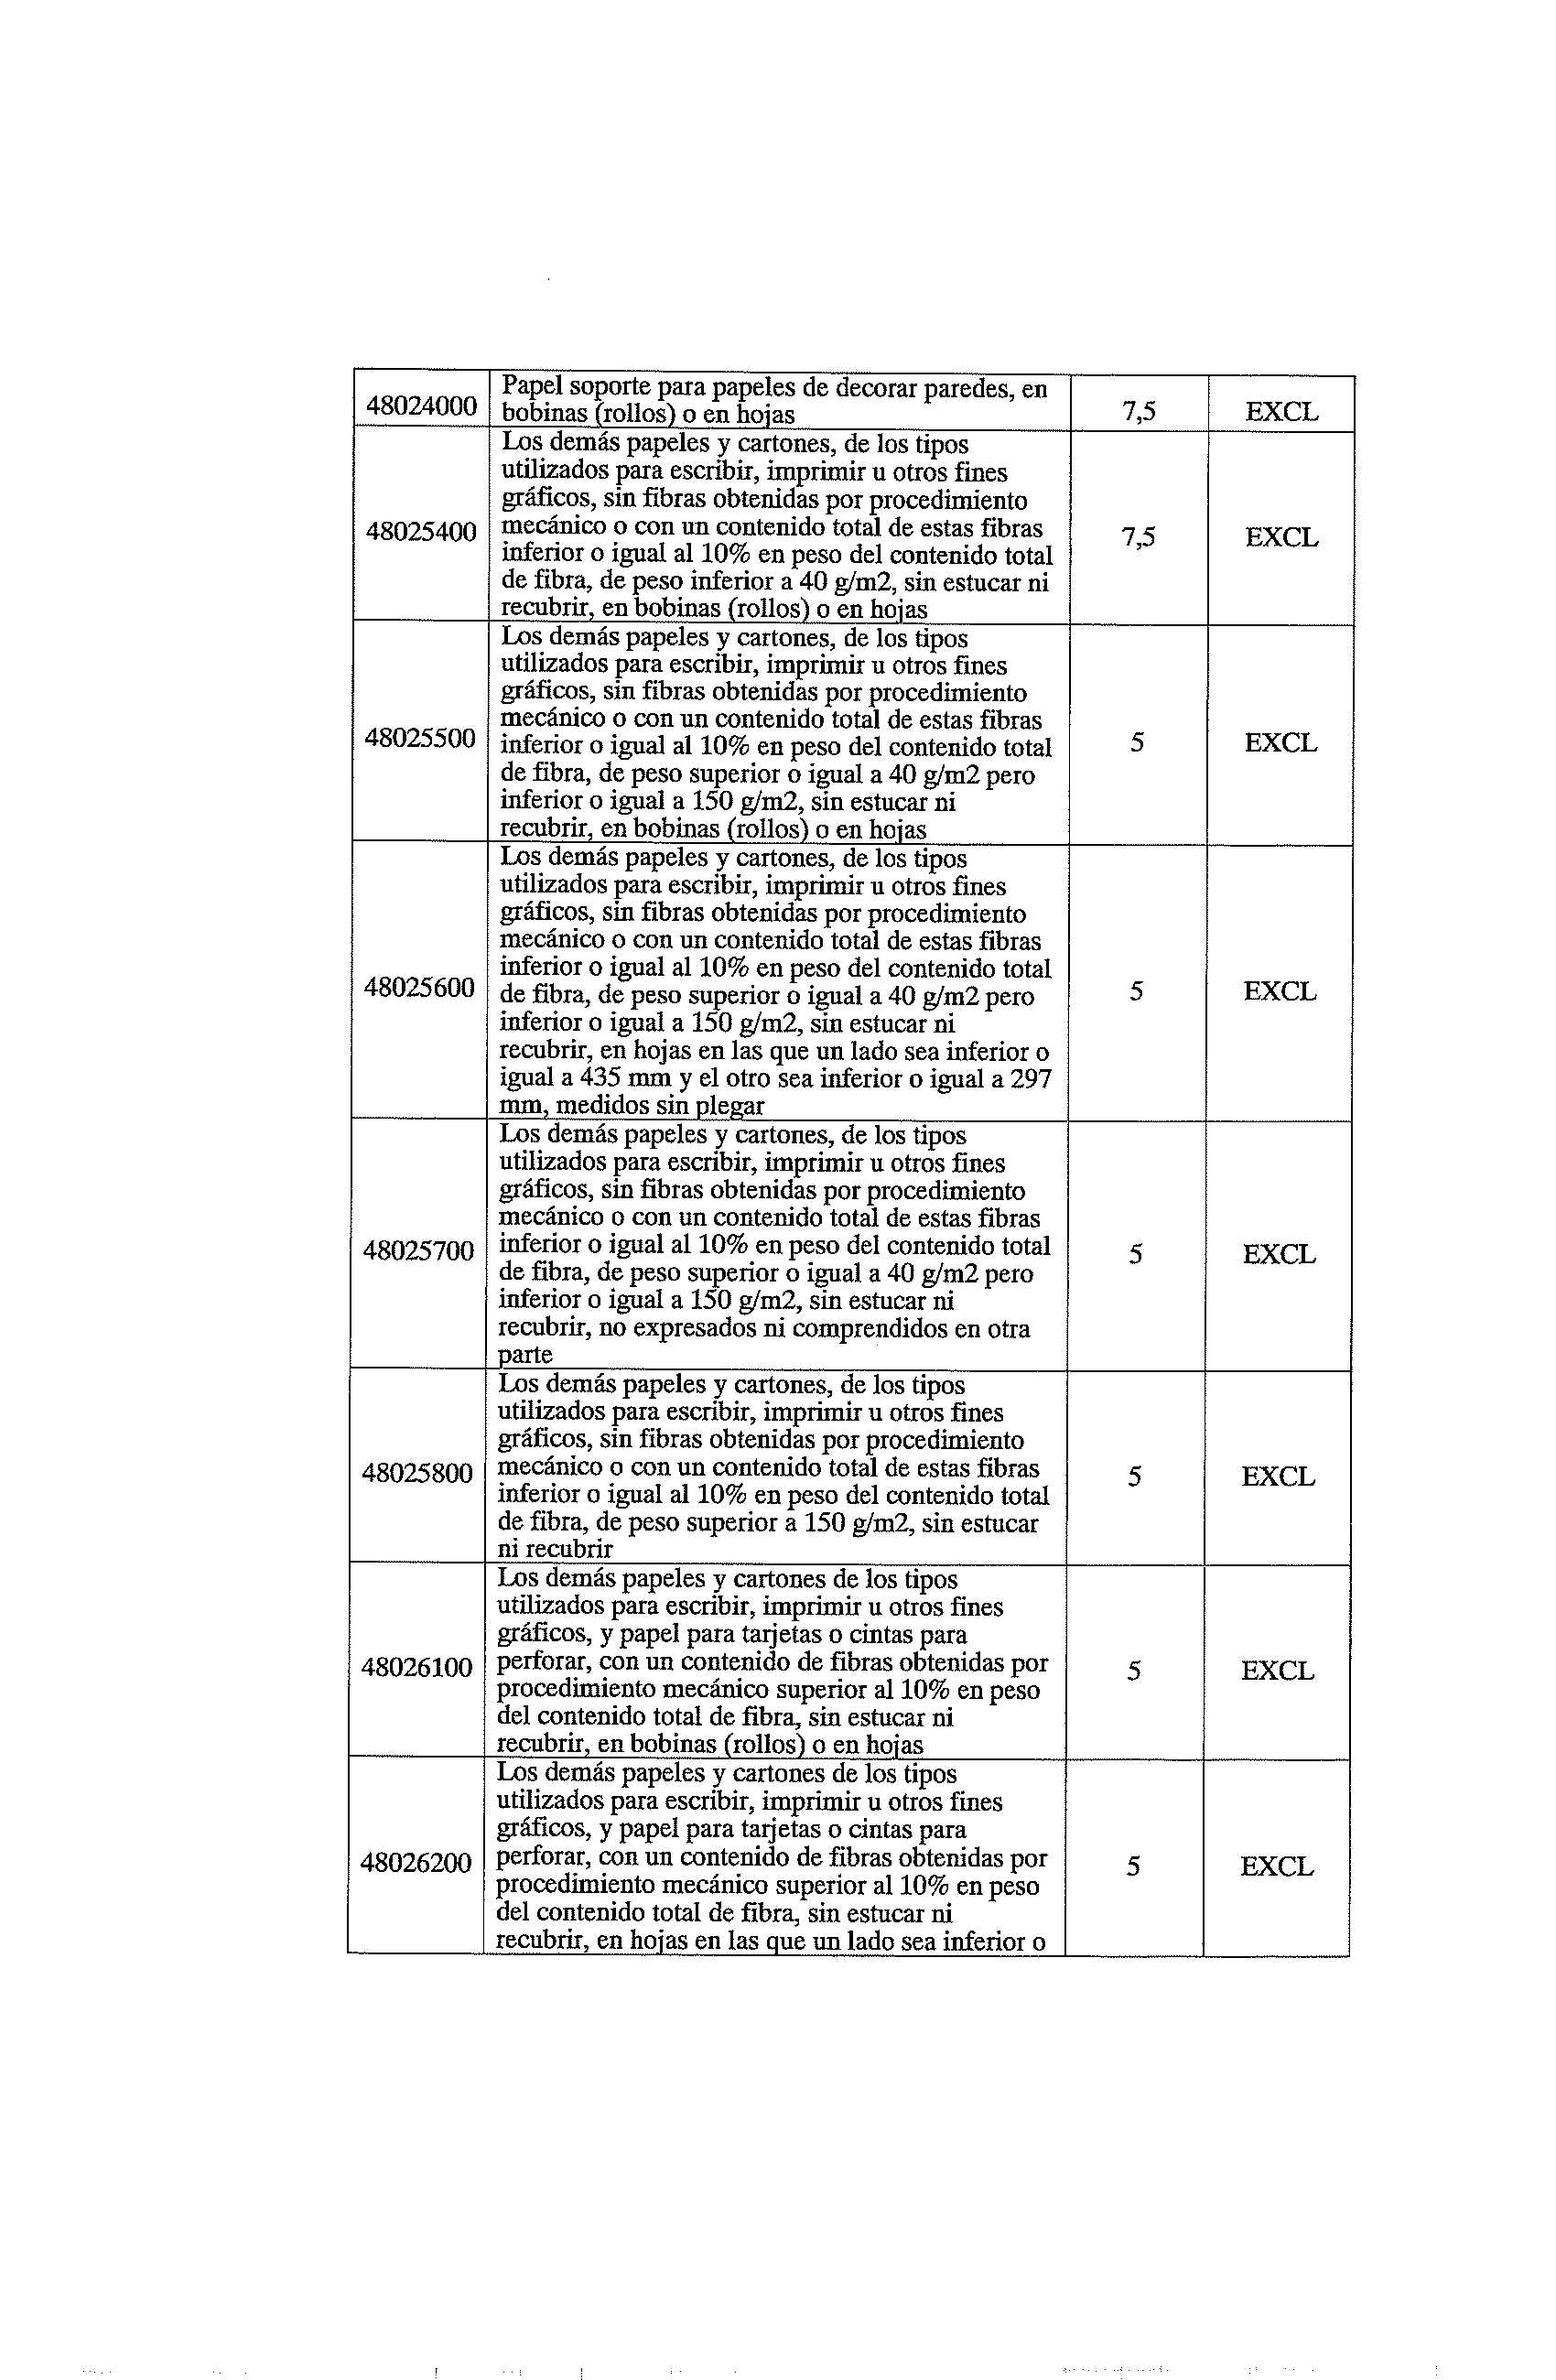 48024000 Papel soporte para papeles de decorar paredes, en
bobinas (rollos) o en hojas 7,5 EXCL
Los demás papeles y cartones, de los tipos
utilizados para escribir, imprimir u otros fines
gráficos, sin fibras obtenidas por procedimiento
48025400 mecánico o con un contenido total de estas fibras 7,5 EXCL
inferior o igual al 10% en peso del contenido total
de fibra, de peso inferior a 40 g/m2, sin estucar ni
recubrir, en bobinas (rollos) o en hojas
Los demás papeles y cartones, de los tipos
utilizados para escribir, imprimir u otros fines
gráficos, sin fibras obtenidas por procedimiento
mecánico o con un contenido total de estas fibras
48025500 inferior o igual al 10% en peso del contenido total 5 EXCL
de fibra, de peso superior o igual a 40 g/m2 pero
inferior o igual a 150 g/m2, sin estucar ni
recubrir, en bobinas (rollos) o en hojas
Los demás papeles y cartones, de los tipos
utilizados para escribir, imprimir u otros fines
gráficos, sin fibras obtenidas por procedimiento
mecánico o con un contenido total de estas fibras
inferior o igual al 10% en peso del contenido total
48025600 de fibra, de peso superior o igual a 40 g/m2 pero 5 EXCL
inferior o igual a 150 g/m2, sin estucar ni
recubrir, en hojas en las que un lado sea inferior o
igual a 435 mm y el otro sea inferior o igual a 297
mm, medidos sin plegar
Los demás papeles y cartones, de los tipos
utilizados para escribir, imprimir u otros fines
gráficos, sin fibras obtenidas por procedimiento
mecánico o con un contenido total de estas fibras
48025700 inferior o igual al 10% en peso del contenido total 5 EXCL
de fibra, de peso superior o igual a 40 g/m2 pero
inferior o igual a 150 g/m2, sin estucar ni
recubrir, no expresados ni comprendidos en otra
parte
Los demás papeles y cartones, de los tipos
utilizados para escribir, imprimir u otros fines
gráficos, sin fibras obtenidas por procedimiento
48025800 mecánico o con un contenido total de estas fibras 5 EXCL
inferior o igual al 10% en peso del contenido total
de fibra, de peso superior a 150 g/m2, sin estucar
ni recubrir
Los demás papeles y cartones de los tipos
utilizados para escribir, imprimir u otros fines
gráficos, y papel para tarjetas o cintas para
48026100 perforar, con un contenido de fibras obtenidas por 5 EXCL
procedimiento mecánico superior al 10% en peso
del contenido total de fibra, sin estucar ni
recubrir, en bobinas (rollos) o en hojas
Los demás papeles y cartones de los tipos
utilizados para escribir, imprimir u otros fines
gráficos, y papel para tarjetas o cintas para
48026200 perforar, con un contenido de fibras obtenidas por 5 EXCL
procedimiento mecánico superior al 10% en peso
del contenido total de fibra, sin estucar ni
recubrir, en hojas en las que un lado sea inferior o